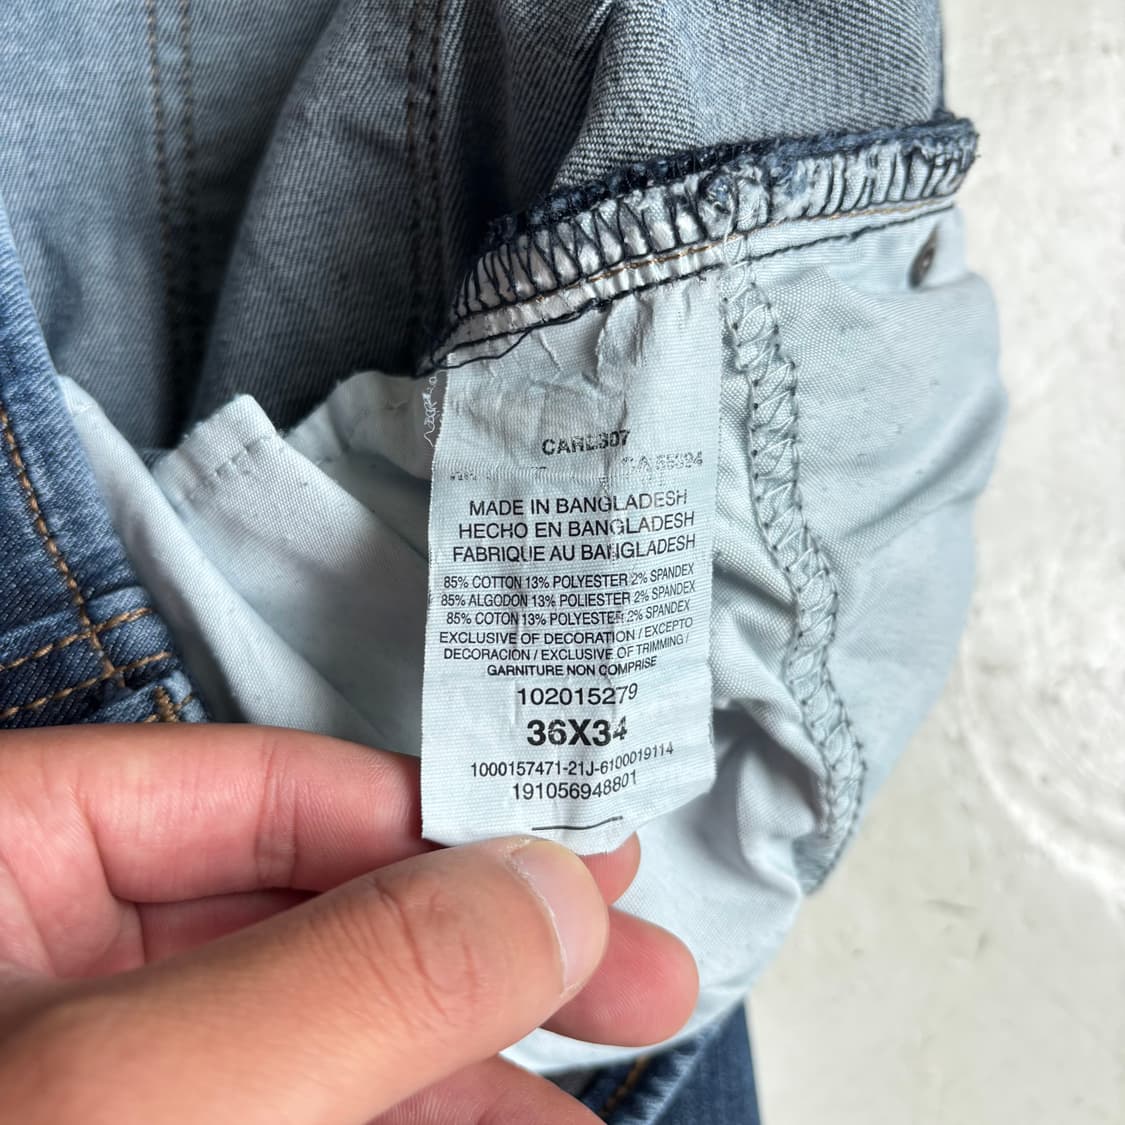 MADE IN BANGLADESH
HECHO EN BANGLADESH
FABRIQUE AU BANGLADESH
85% COTTON 13% POLYESTER 2% SPANDEX
85% ALGODON 13% POLIESTER 2% SPANDEX
85% COTON 13% POLYESTER 2% SPANDEX
EXCLUSIVE OF DECORATION / EXCEPTO
DECORACIÓN / EXCLUSIVE OF TRIMMING /
GARNITURE NON COMPRISE
102015279
36X34
1000157471-21J-6100019114
191056948801